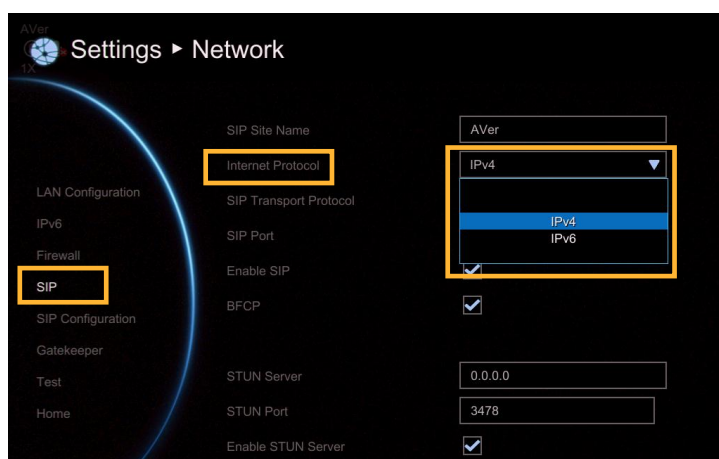 AVer
1X
Settings ► Network
LAN Configuration
IPv6
Firewall
SIP
SIP Configuration
Gatekeeper
Test
Home
SIP Site Name
AVer
Internet Protocol
IPv4
IPv4
IPv6
SIP Transport Protocol
SIP Port
Enable SIP
BFCP
STUN Server
0.0.0.0
STUN Port
3478
Enable STUN Server